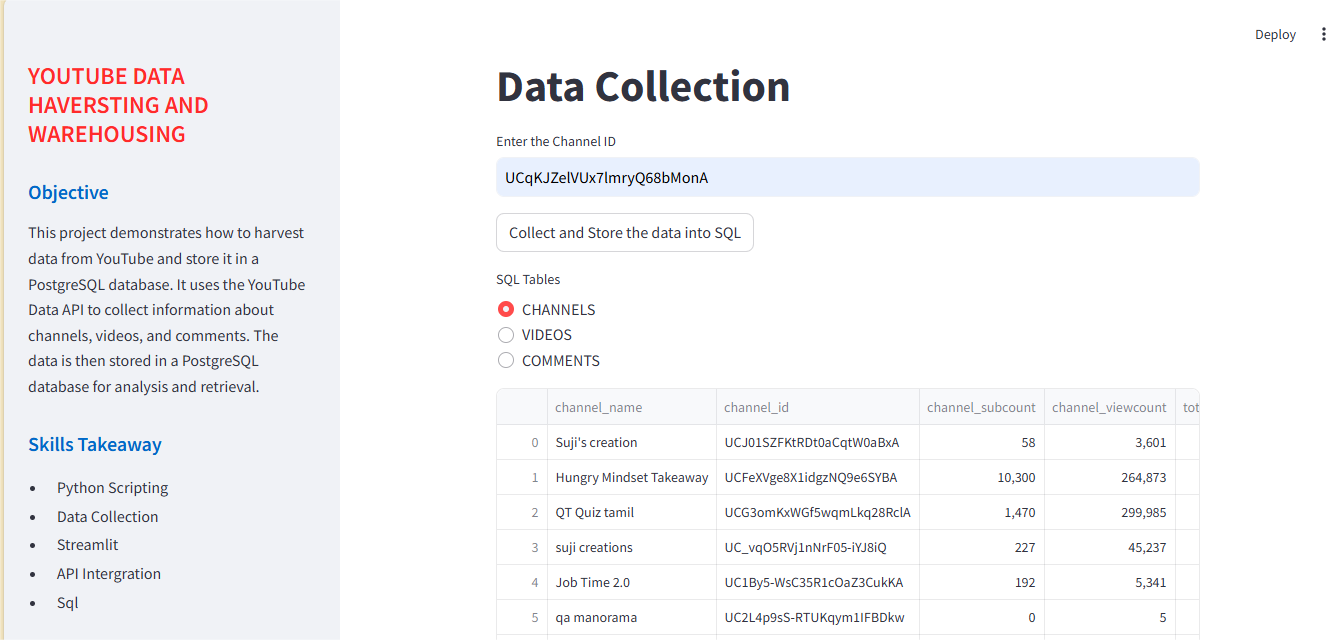 Deploy
YOUTUBE DATA
HAVERSTING AND
WAREHOUSING
Objective
This project demonstrates how to harvest
data from YouTube and store it in a
PostgreSQL database. It uses the YouTube
Data API to collect information about
channels, videos, and comments. The
data is then stored in a PostgreSQL
database for analysis and retrieval.
Skills Takeaway
• Python Scripting
• Data Collection
• Streamlit
• API Intergration
• Sql
Data Collection
Enter the Channel ID
UCqKJZelVUx7lmryQ68bMonA
Collect and Store the data into SQL
SQL Tables
CHANNELS
VIDEOS
COMMENTS
channel_name channel_id channel_subcount channel_viewcount tot
0 Suji's creation UCJ01SZFKtRDt0aCqtW0aBxA 58 3,601
1 Hungry Mindset Takeaway UCFeXVge8X1idgzNQ9e6SYBA 10,300 264,873
2 QT Quiz tamil UCG3omKxWGf5wqmLkq28RclA 1,470 299,985
3 suji creations UC_vqO5RVj1nNrF05-iYJ8iQ 227 45,237
4 Job Time 2.0 UC1By5-WsC35R1cOaZ3CukKA 192 5,341
5 qa manorama UC2L4p9sS-RTUKqym1IFBDkw 0 5